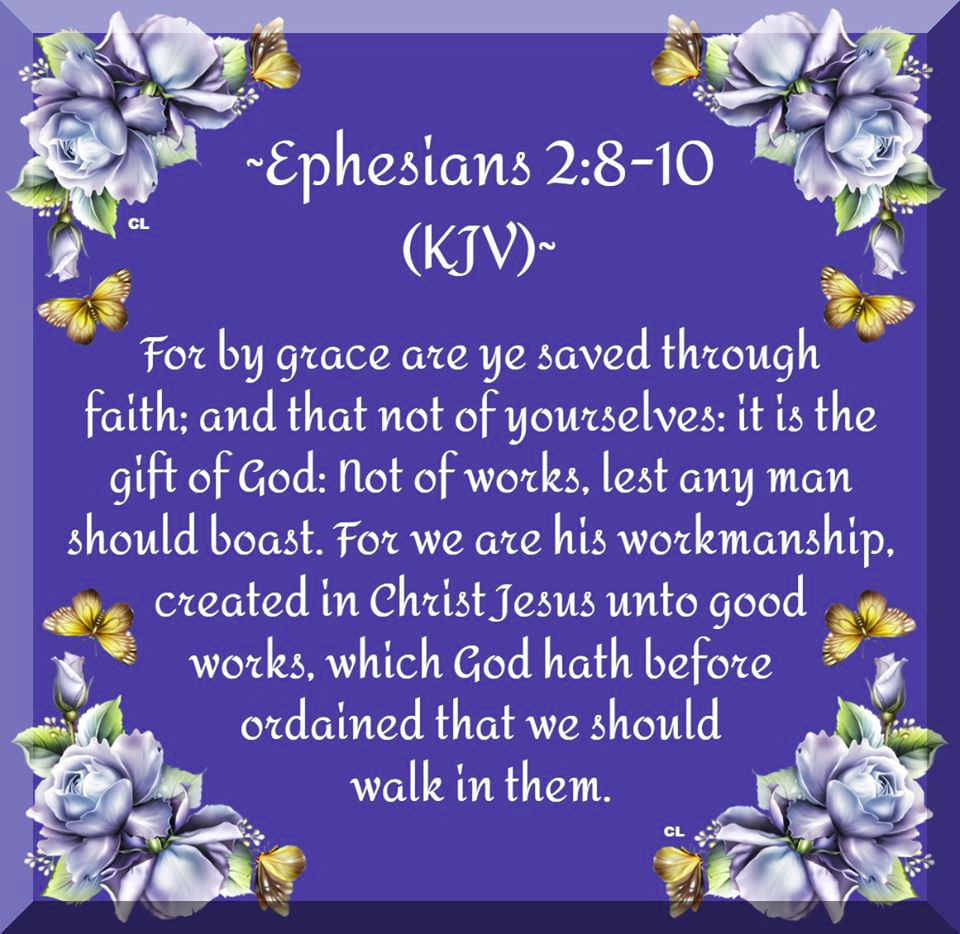 ~Ephesians 2:8-10
CL
(KJV)~
For by grace are ye saved through
faith; and that not of yourselves: it is the
gift of God: Not of works, lest any man
should boast. For we are his workmanship,
created in Christ Jesus unto good
works, which God hath before
ordained that we should
walk in them.
CL